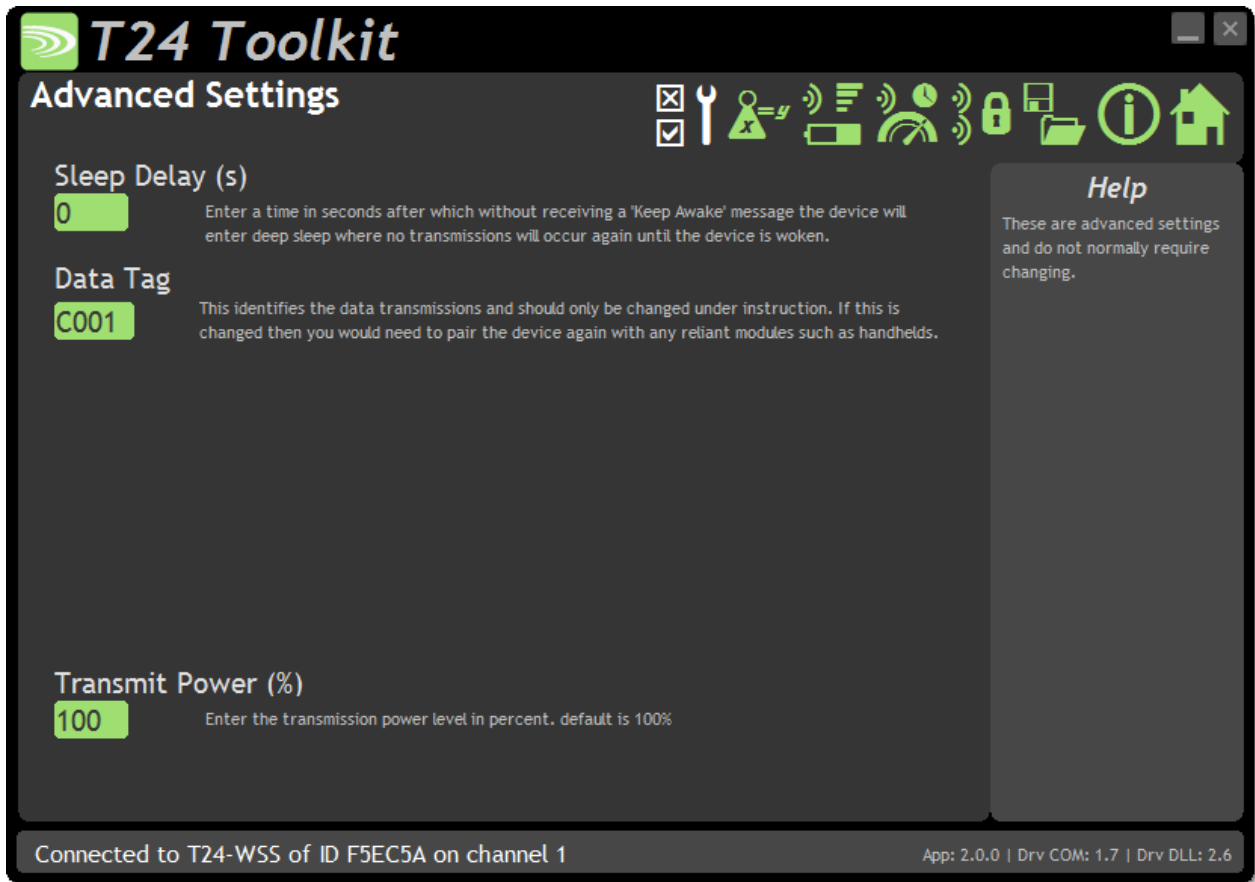 T24 Toolkit
Advanced Settings
x=y
Sleep Delay (s)
0
Enter a time in seconds after which without receiving a 'Keep Awake' message the device will
enter deep sleep where no transmissions will occur again until the device is woken.
Data Tag
C001
This identifies the data transmissions and should only be changed under instruction. If this is
changed then you would need to pair the device again with any reliant modules such as handhelds.
Transmit Power (%)
100
Enter the transmission power level in percent. default is 100%
Help
These are advanced settings
and do not normally require
changing.
Connected to T24-WSS of ID F5EC5A on channel 1
App: 2.0.0 | Drv COM: 1.7 | Drv DLL: 2.6